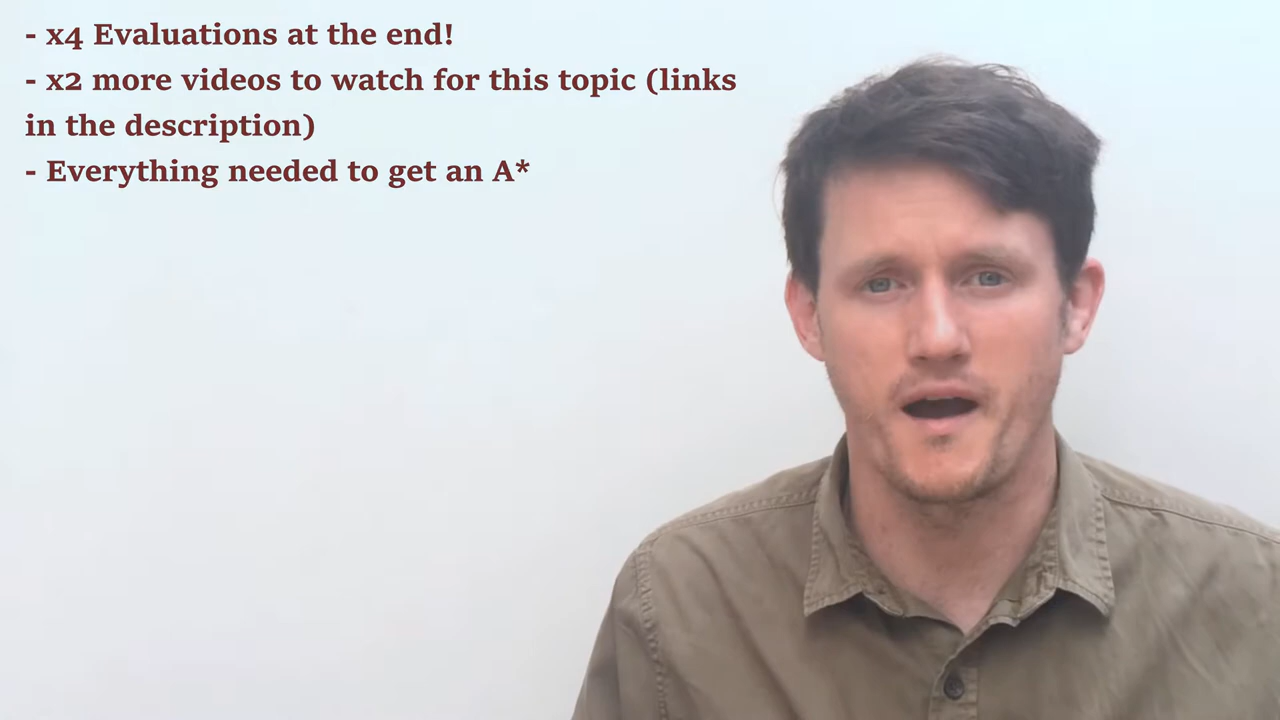 - x4 Evaluations at the end!
- x2 more videos to watch for this topic (links
in the description)
- Everything needed to get an A*